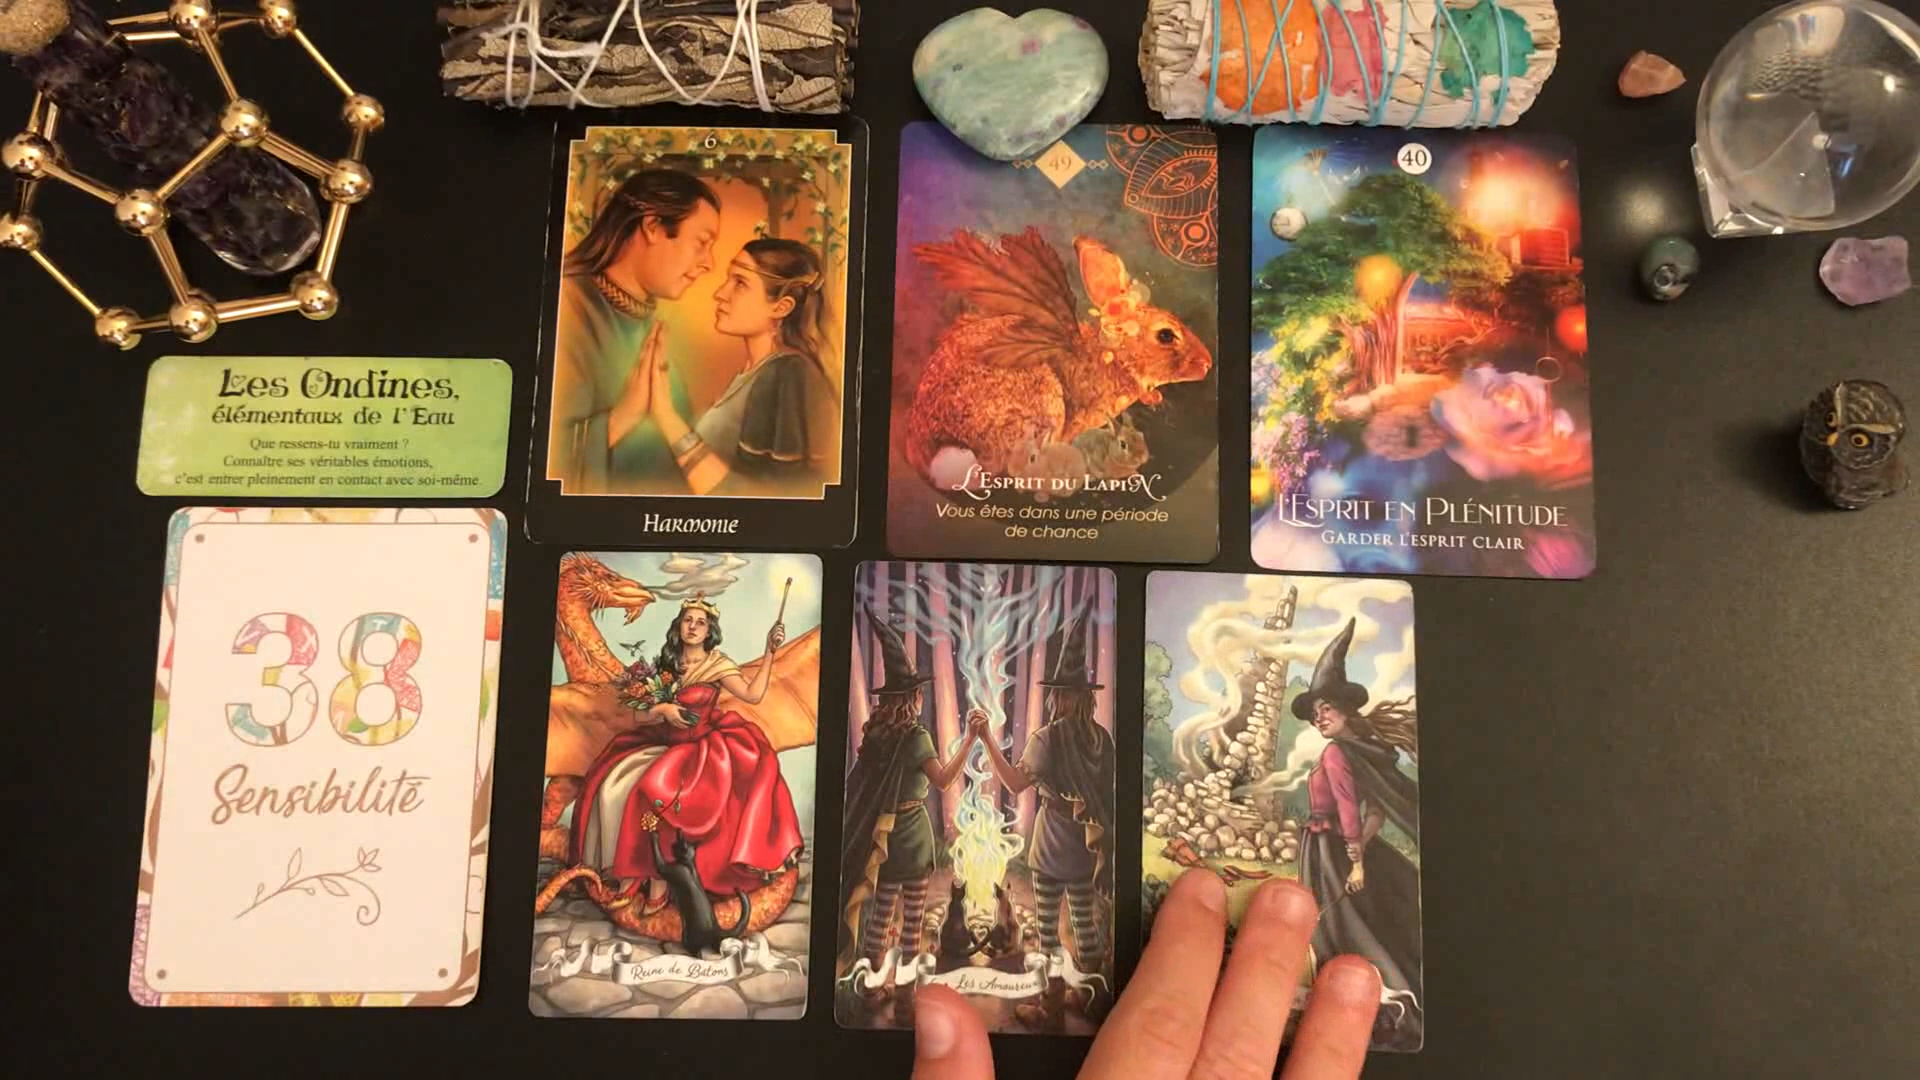 6
Harmonie
49
L'Esprit du Lapin
Vous êtes dans une période
de chance
40
L'Esprit en Plénitude
Garder l'esprit clair
Les Ondines,
élémentaux de l'Eau
Que ressens-tu vraiment ?
Connaître ses véritables émotions,
c'est entrer pleinement en contact avec soi-même.
38
Sensibilité
Reine de Batons
Les Amoureux